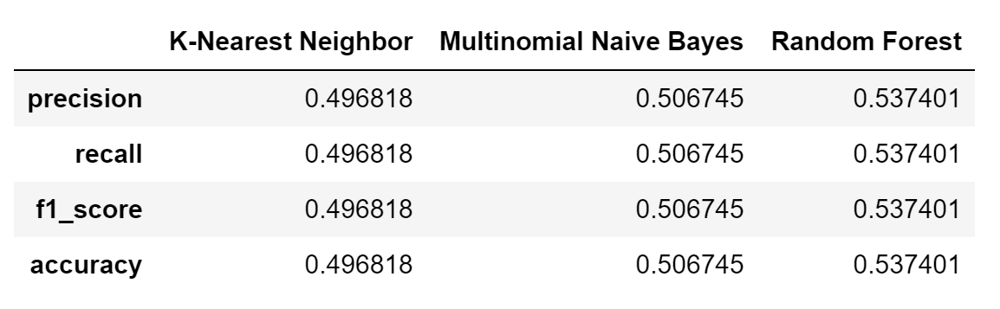 K-Nearest Neighbor Multinomial Naive Bayes Random Forest
precision 0.496818 0.506745 0.537401
recall 0.496818 0.506745 0.537401
f1_score 0.496818 0.506745 0.537401
accuracy 0.496818 0.506745 0.537401